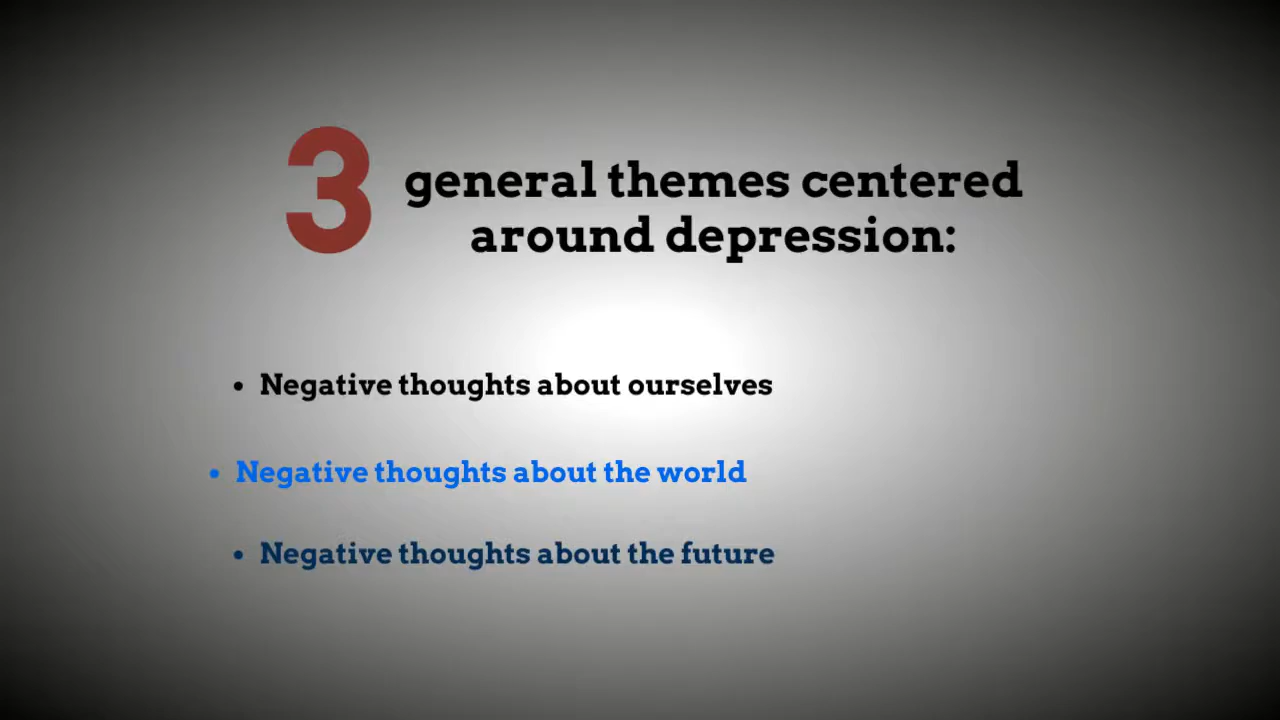 3
general themes centered
around depression:
• Negative thoughts about ourselves
• Negative thoughts about the world
• Negative thoughts about the future